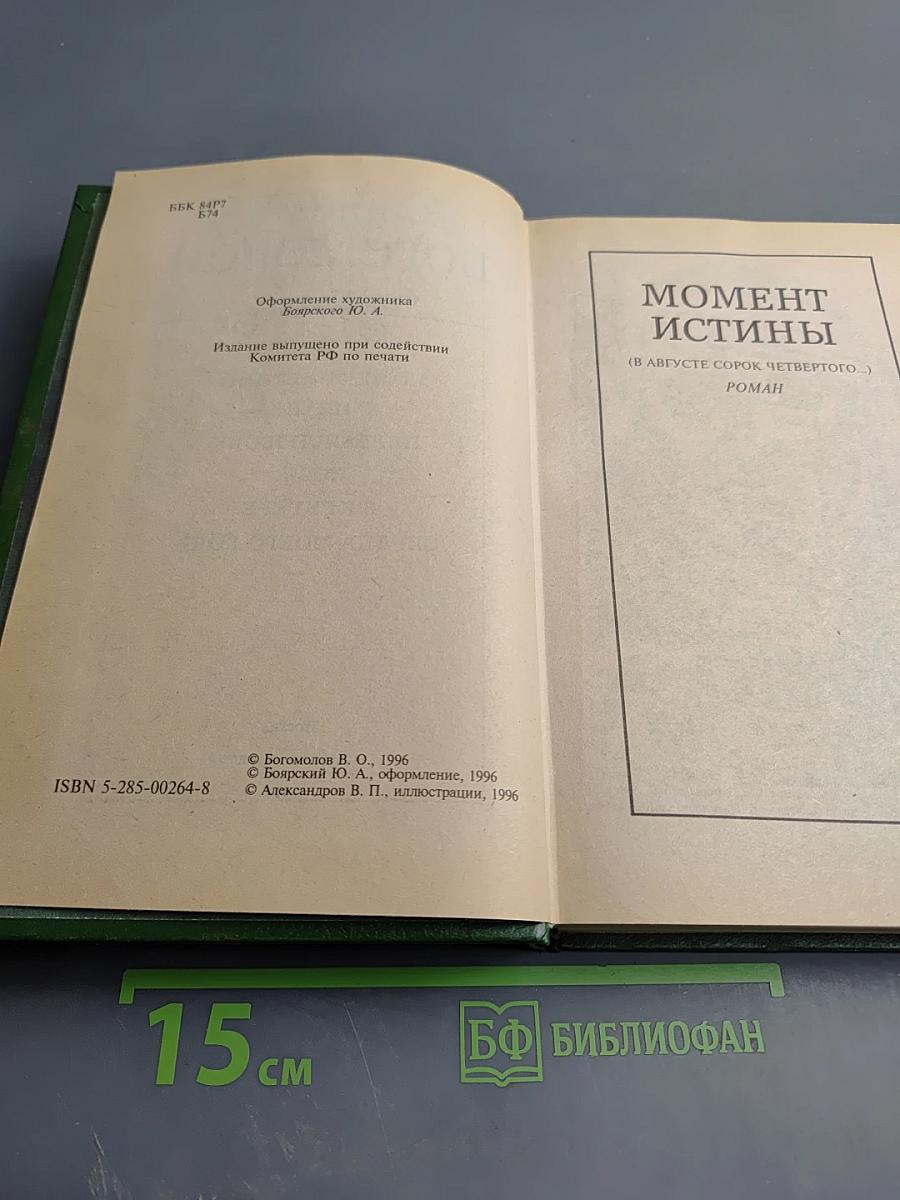 ББК 84Р7
Б74
Оформление художника
Боярского Ю. А.
Издание выпущено при содействии
Комитета РФ по печати
ISBN 5-285-00264-8
© Богомолов В. О., 1996
© Боярский Ю. А., оформление, 1996
© Александров В. П., иллюстрации, 1996
МОМЕНТ
ИСТИНЫ
(В АВГУСТЕ СОРОК ЧЕТВЕРТОГО...)
РОМАН
15 см
БФ БИБЛИОФАН